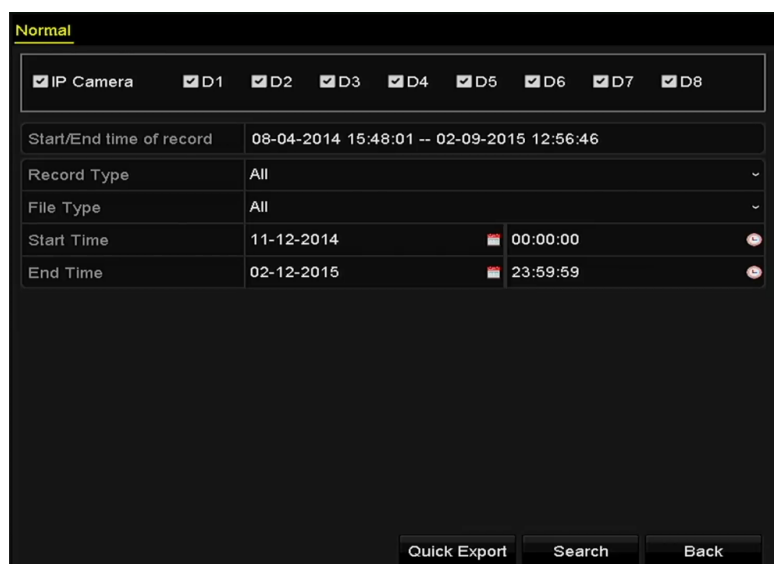 Normal
IP Camera D1 D2 D3 D4 D5 D6 D7 D8
Start/End time of record 08-04-2014 15:48:01 -- 02-09-2015 12:56:46
Record Type All
File Type All
Start Time 11-12-2014 00:00:00
End Time 02-12-2015 23:59:59
Quick Export Search Back